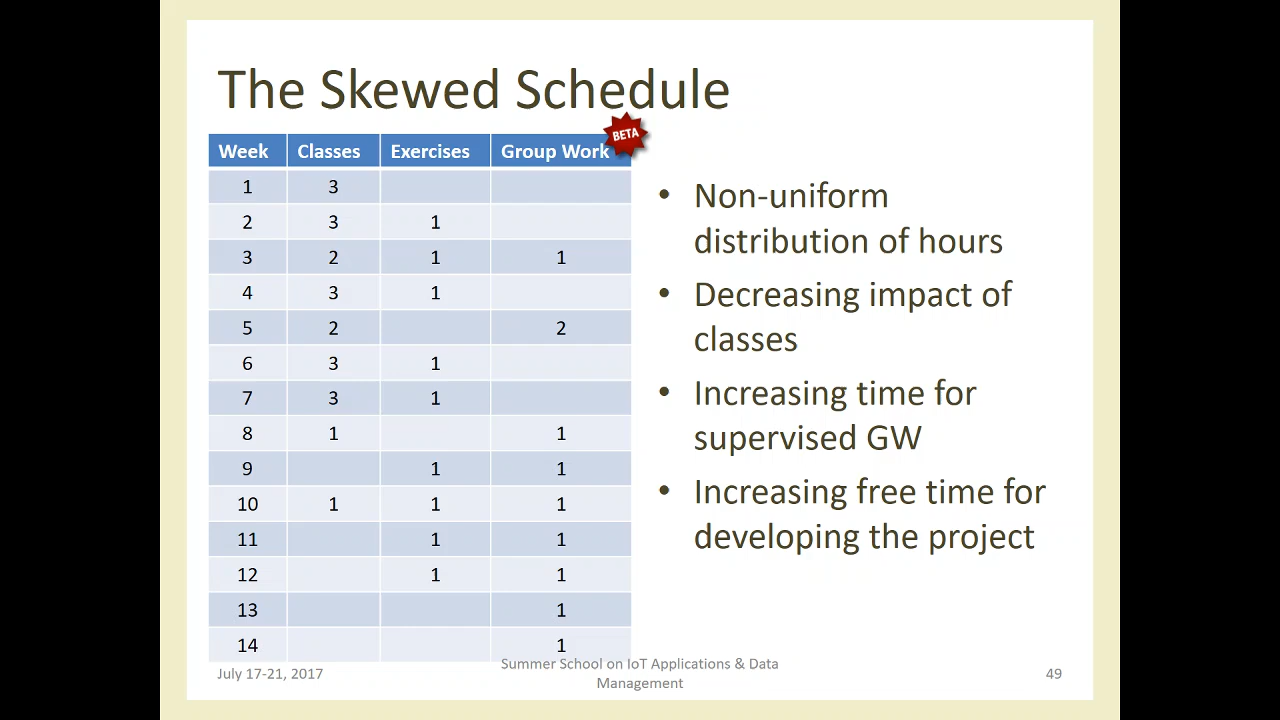 The Skewed Schedule
BETA
Week Classes Exercises Group Work
1 3
2 3 1
3 2 1 1
4 3 1
5 2 2
6 3 1
7 3 1
8 1 1
9 1 1
10 1 1 1
11 1 1
12 1 1
13 1
14 1
• Non-uniform
distribution of hours
• Decreasing impact of
classes
• Increasing time for
supervised GW
• Increasing free time for
developing the project
July 17-21, 2017
Summer School on IoT Applications & Data
Management
49